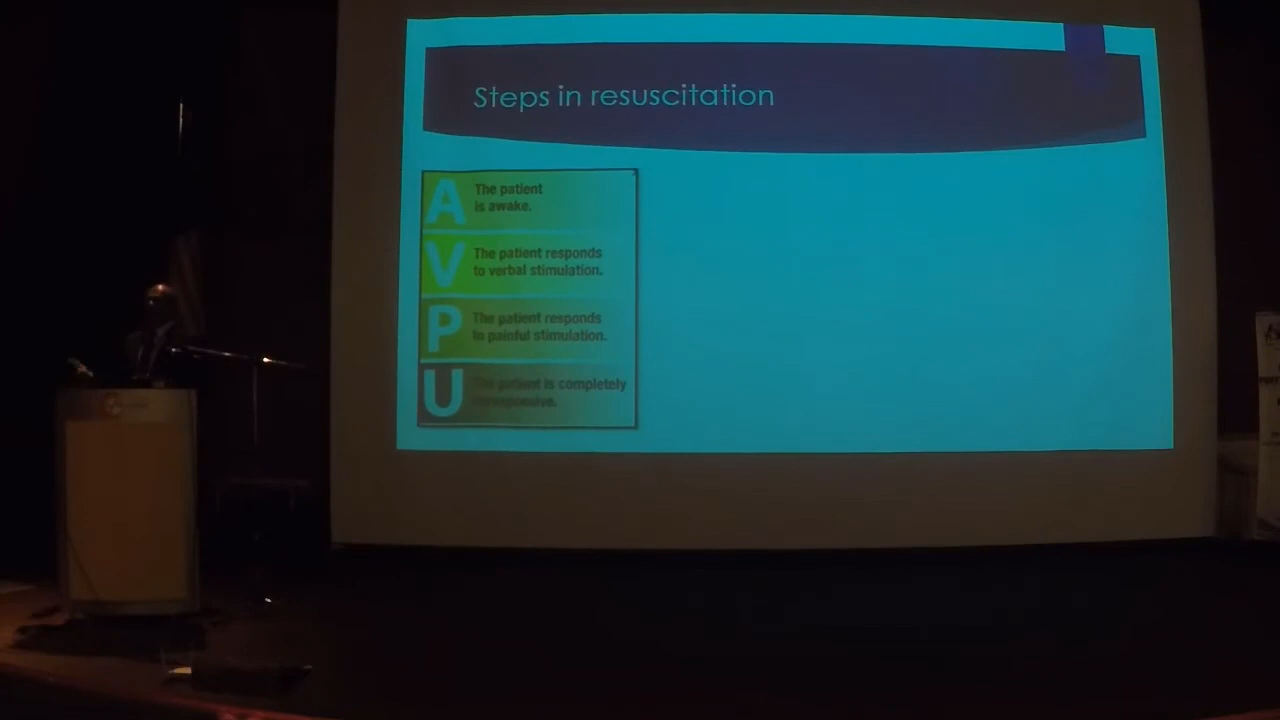 Steps in resuscitation
A
The patient
is awake.
V
The patient responds
to verbal stimulation.
P
The patient responds
to painful stimulation.
U
The patient is completely
unresponsive.